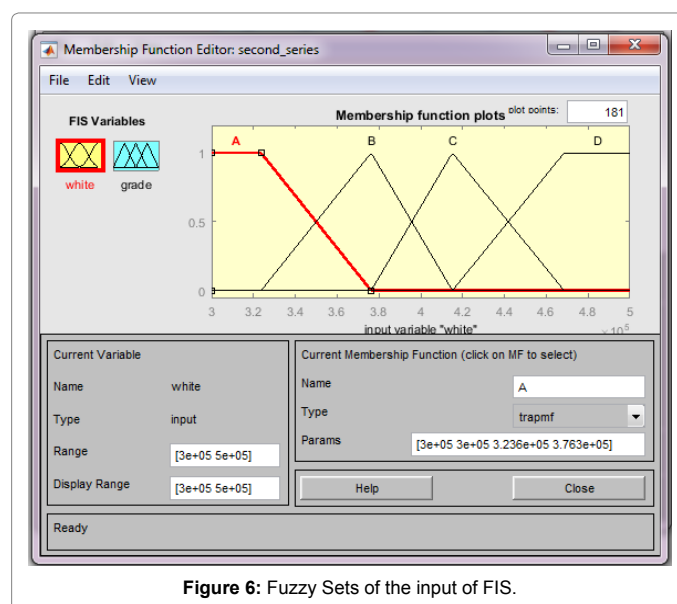 Membership Function Editor: second_series
File Edit View
FIS Variables
white grade
Membership function plots plot points: 181
A B C D
1
0.5
0
3 3.2 3.4 3.6 3.8 4 4.2 4.4 4.6 4.8 5
input variable "white"
× 10^5
Current Variable
Name white
Type input
Range [3e+05 5e+05]
Display Range [3e+05 5e+05]
Current Membership Function (click on MF to select)
Name A
Type trapmf
Params [3e+05 3e+05 3.236e+05 3.763e+05]
Help Close
Ready
Figure 6: Fuzzy Sets of the input of FIS.